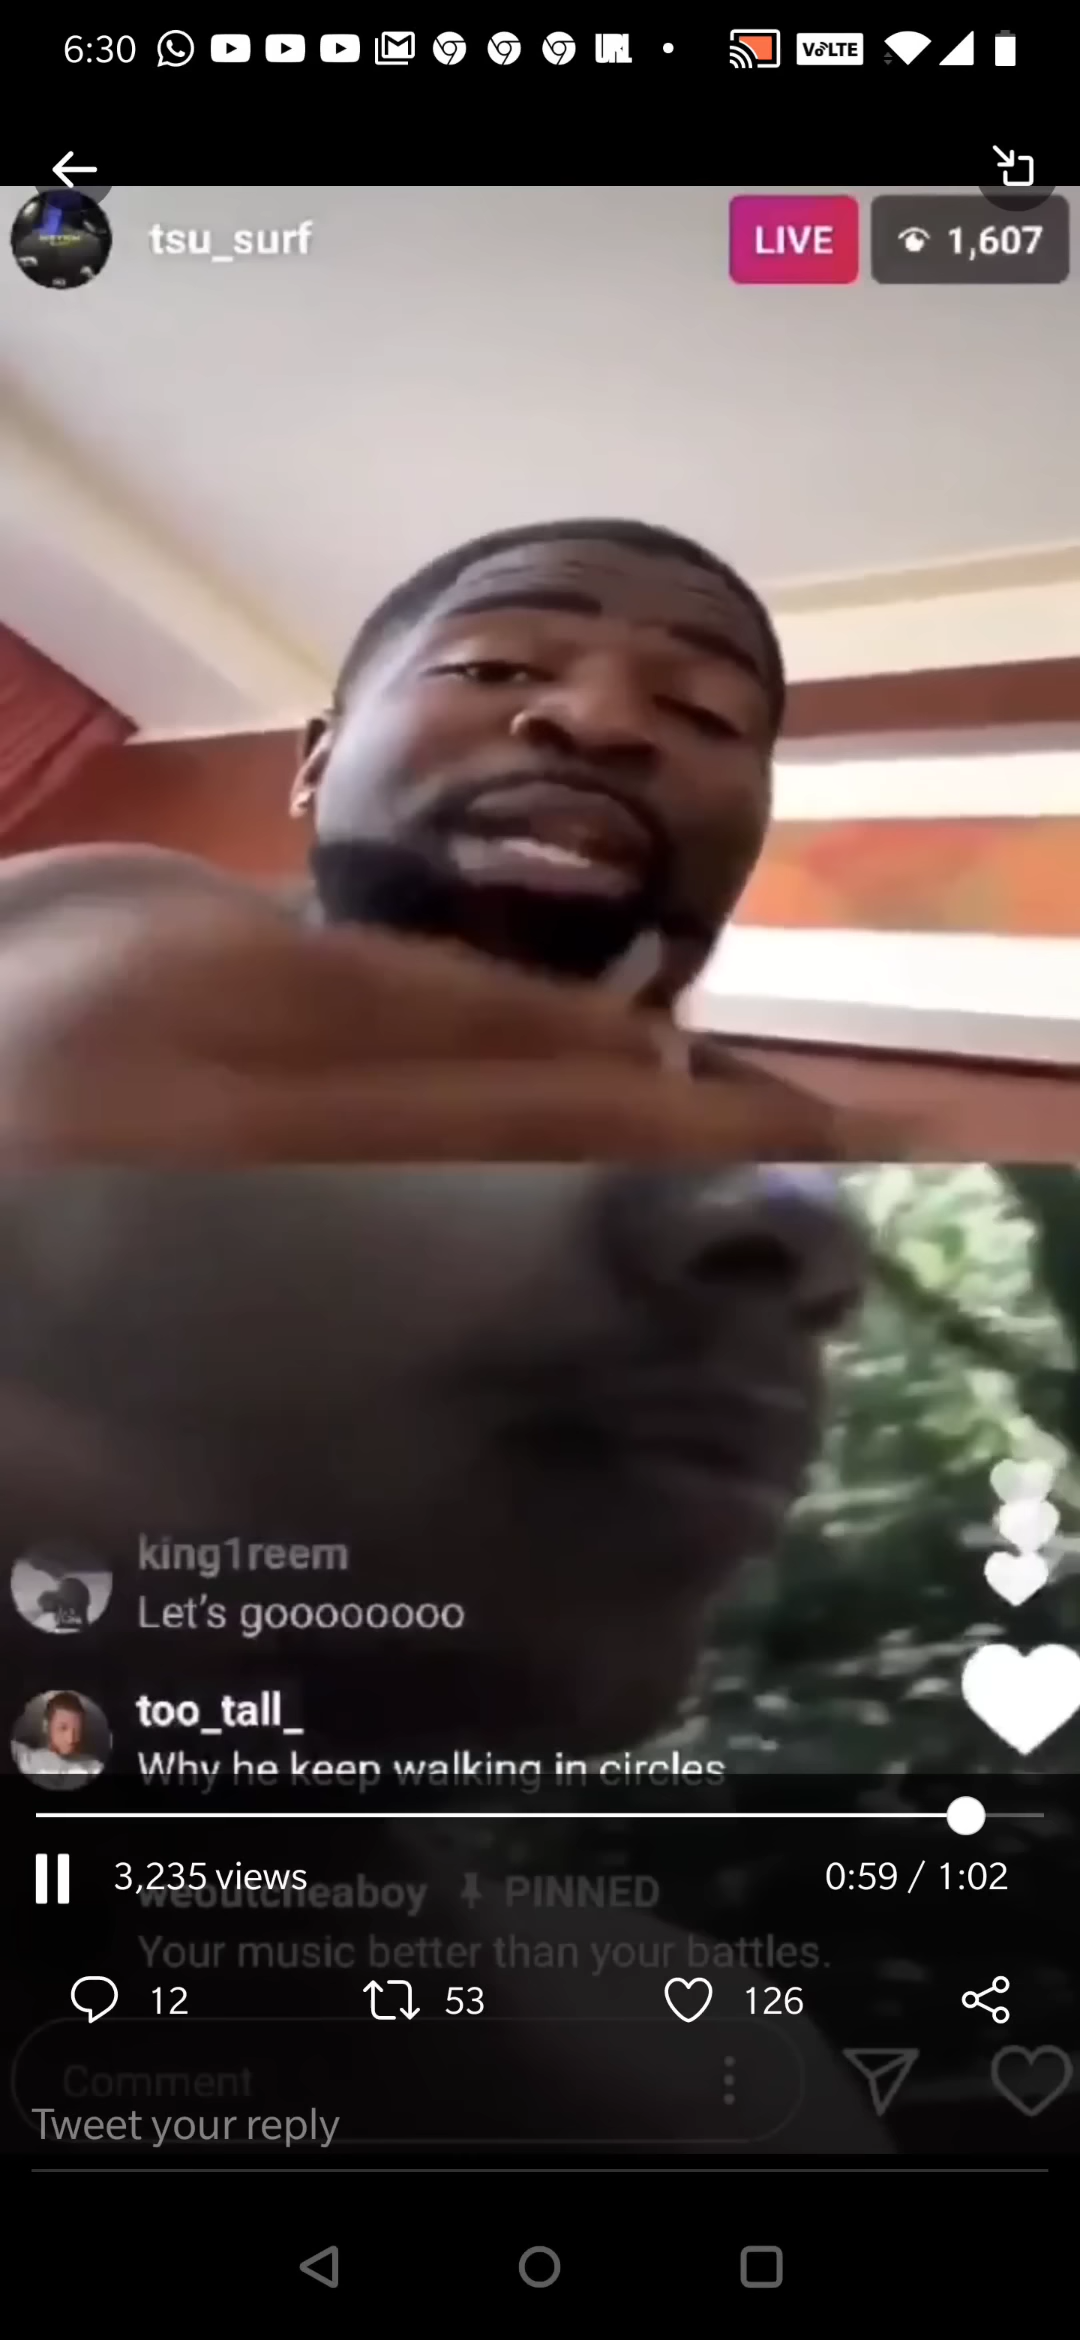 6:30
URL
VoLTE
tsu_surf
LIVE
1,607
king1reem
Let's goooooooo
too_tall_
Why he keep walking in circles
3,235 views
0:59 / 1:02
weoutcheaboy PINNED
Your music better than your battles.
12
53
126
Comment
Tweet your reply